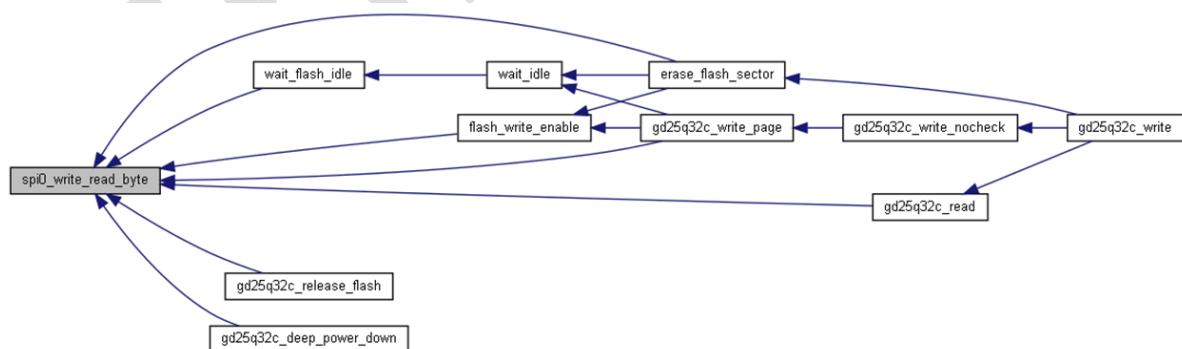 wait_flash_idle
wait_idle
erase_flash_sector
flash_write_enable
gd25q32c_write_page
gd25q32c_write_nocheck
gd25q32c_write
spi0_write_read_byte
gd25q32c_read
gd25q32c_release_flash
gd25q32c_deep_power_down